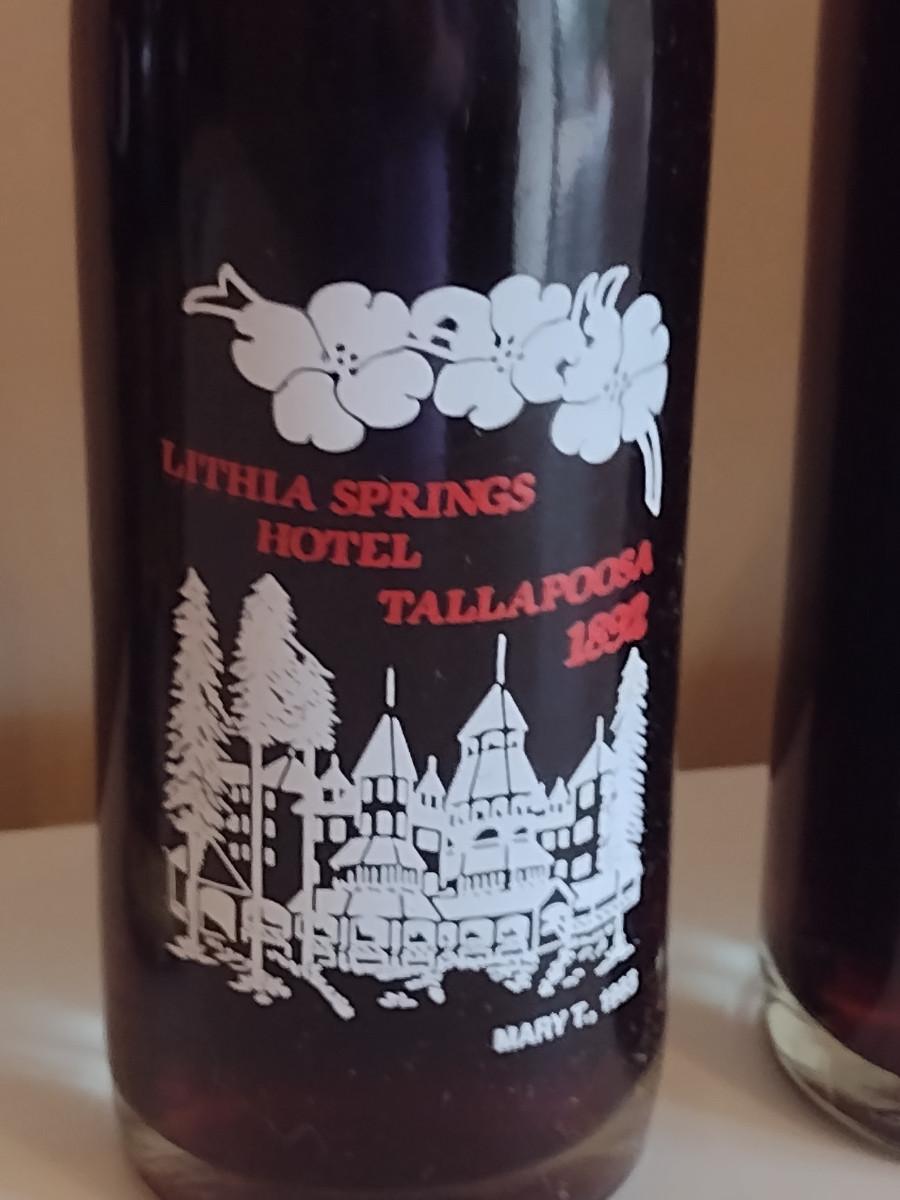 LITHIA SPRINGS
HOTEL
TALLAPOOSA
MARY T.,